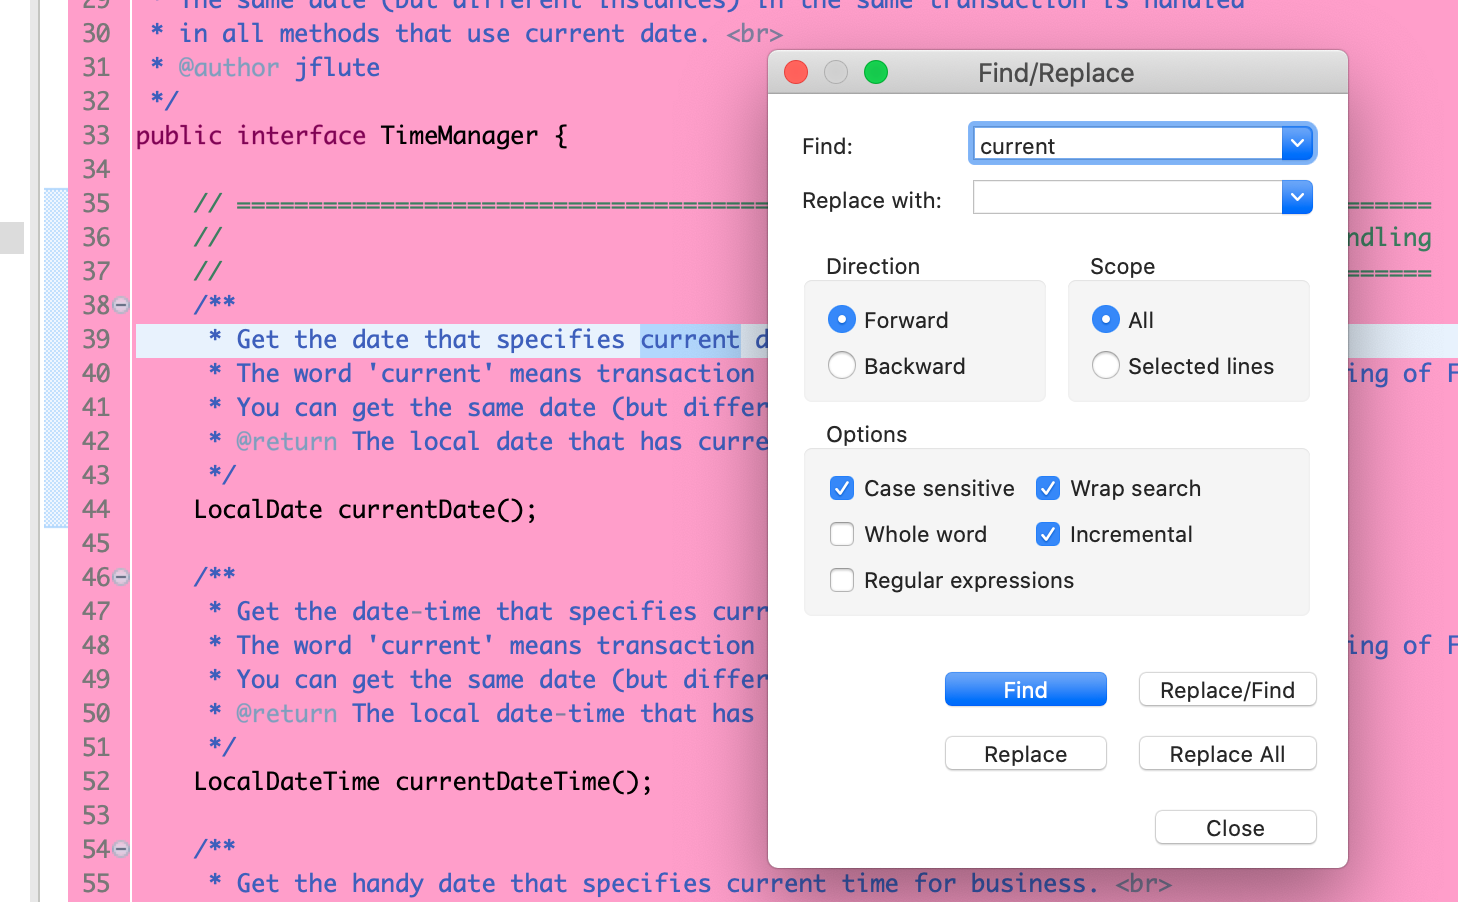 29 * The same date (but different instances) in the same transaction is handled
30 * in all methods that use current date. <br>
31 * @author jflute
32 */
33 public interface TimeManager {
34
35 // ===================================== ======
36 // ndling
37 // ======
38 /**
39 * Get the date that specifies current d
40 * The word 'current' means transaction ing of F
41 * You can get the same date (but differ
42 * @return The local date that has curre
43 */
44 LocalDate currentDate();
45
46 /**
47 * Get the date-time that specifies curr
48 * The word 'current' means transaction ing of F
49 * You can get the same date (but differ
50 * @return The local date-time that has
51 */
52 LocalDateTime currentDateTime();
53
54 /**
55 * Get the handy date that specifies current time for business. <br>
Find/Replace
Find: current
Replace with:
Direction
Forward
Backward
Scope
All
Selected lines
Options
Case sensitive Wrap search
Whole word Incremental
Regular expressions
Find Replace/Find
Replace Replace All
Close